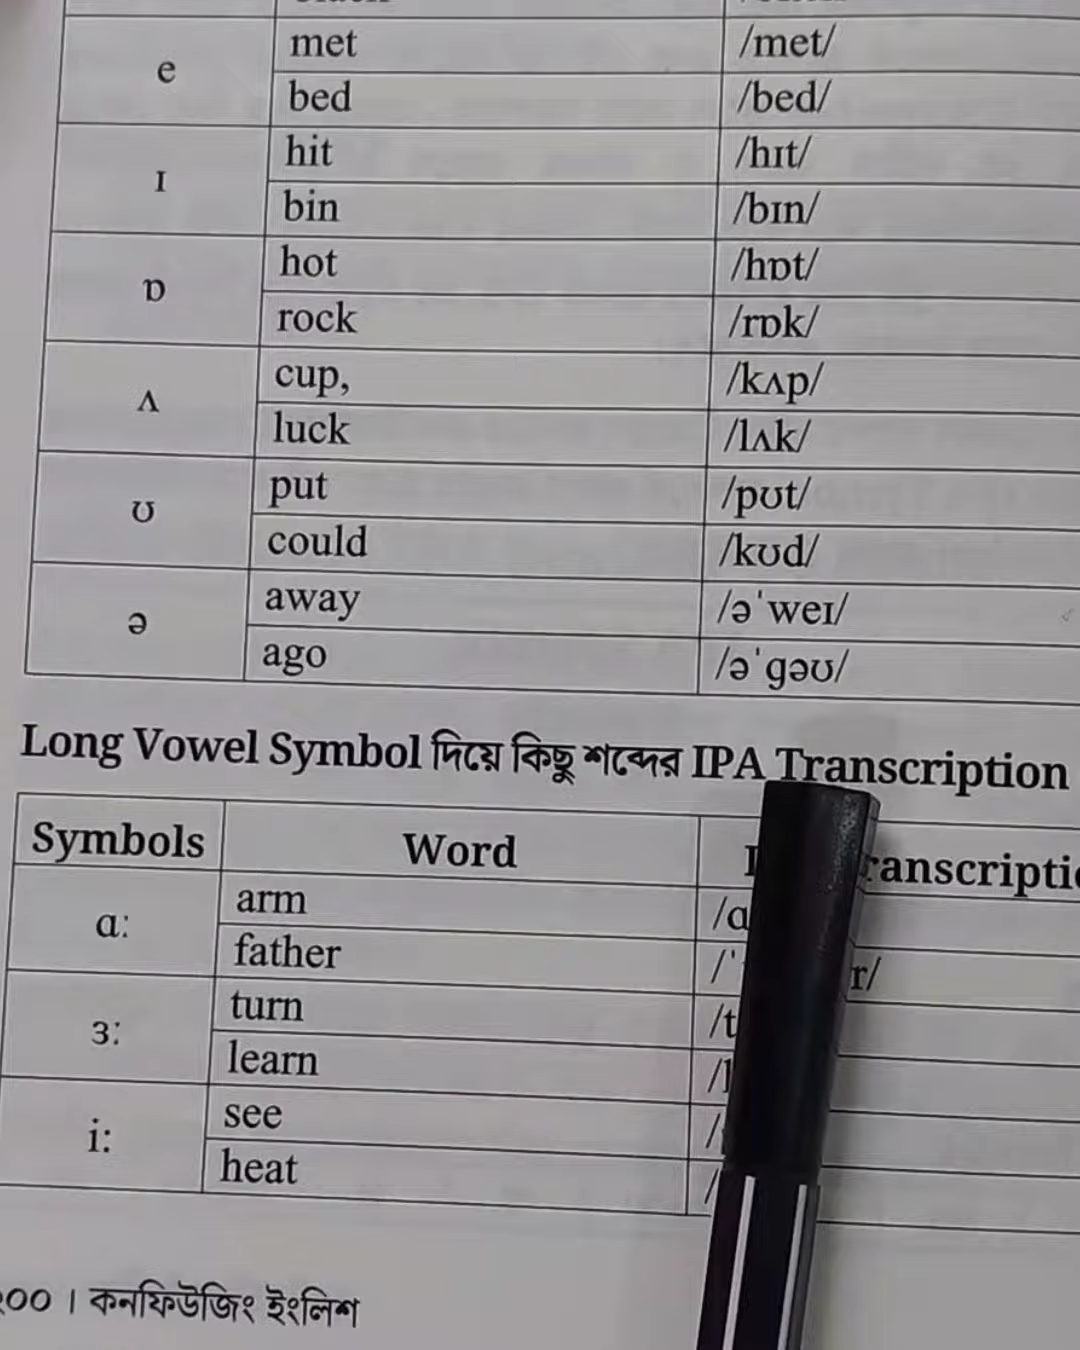 e met /met/
bed /bed/
ɪ hit /hɪt/
bin /bɪn/
ɒ hot /hɒt/
rock /rɒk/
ʌ cup, /kʌp/
luck /lʌk/
ʊ put /pʊt/
could /kʊd/
ə away /əˈweɪ/
ago /əˈɡəʊ/
Long Vowel Symbol দিয়ে কিছু শব্দের IPA Transcription
Symbols Word
ɑː arm
father
ɜː turn
learn
iː see
heat
২০০ । কনফিউজিং ইংলিশ